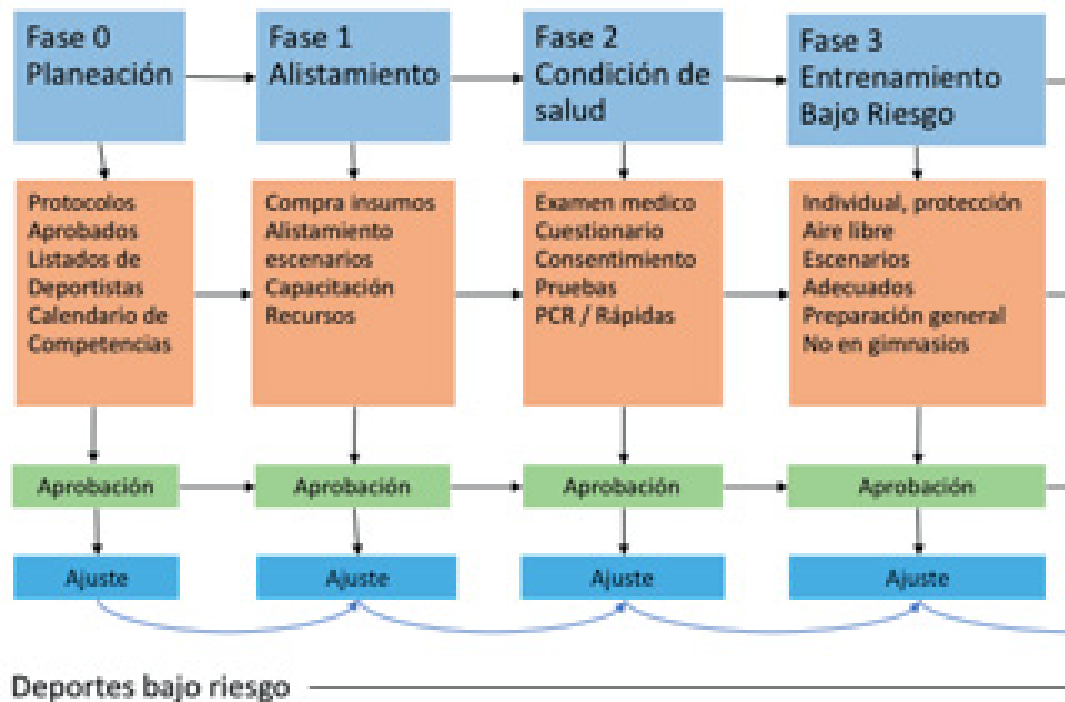 Fase 0
Planeación
Fase 1
Alistamiento
Fase 2
Condición de
salud
Fase 3
Entrenamiento
Bajo Riesgo
Protocolos
Aprobados
Listados de
Deportistas
Calendario de
Competencias
Compra insumos
Alistamiento
escenarios
Capacitación
Recursos
Examen medico
Cuestionario
Consentimiento
Pruebas
PCR / Rápidas
Individual, protección
Aire libre
Escenarios
Adecuados
Preparación general
No en gimnasios
Aprobación
Aprobación
Aprobación
Aprobación
Ajuste
Ajuste
Ajuste
Ajuste
Deportes bajo riesgo